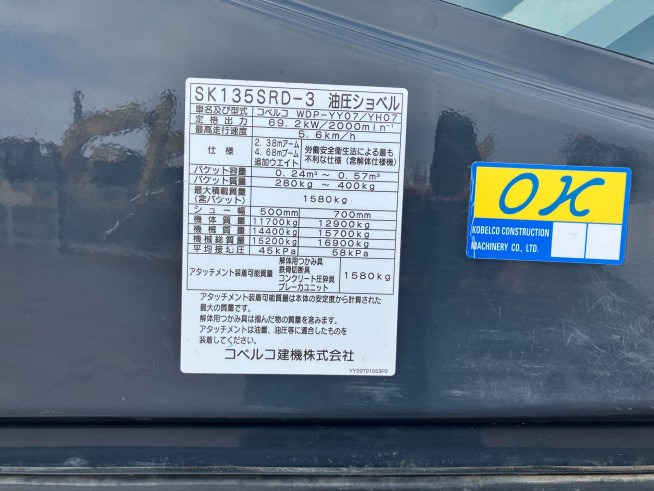 SK135SRD-3 油圧ショベル
車名及び型式 コベルコ WDP-YY07/YH07
定格出力 69.2kW/2000min⁻¹
最高走行速度 5.6km/h
仕様 2.38mアーム 4.68mブーム 追加ウエイト 労働安全衛生法による最も不利な仕様(含解体仕様機)
バケット容量 0.24m³～0.57m³
バケット質量 280kg～400kg
最大積載質量(含バケット) 1580kg
シュー幅 500mm 700mm
機体質量 11700kg 12900kg
機械質量 14400kg 15700kg
機械総質量 15200kg 16900kg
平均接地圧 45kPa 58kPa
アタッチメント装着可能質量 解体用つかみ具 鉄骨切断具 コンクリート圧砕具 ブレーカユニット 1580kg
アタッチメント装着可能質量は本体の安定度から計算された
最大の質量です。
解体用つかみ具は掴んだ物の質量を含みます。
アタッチメントは油量、油圧等に適合したものを
装着してください。
コベルコ建機株式会社
YY20T01553P2
OK
KOBELCO CONSTRUCTION
MACHINERY CO., LTD.